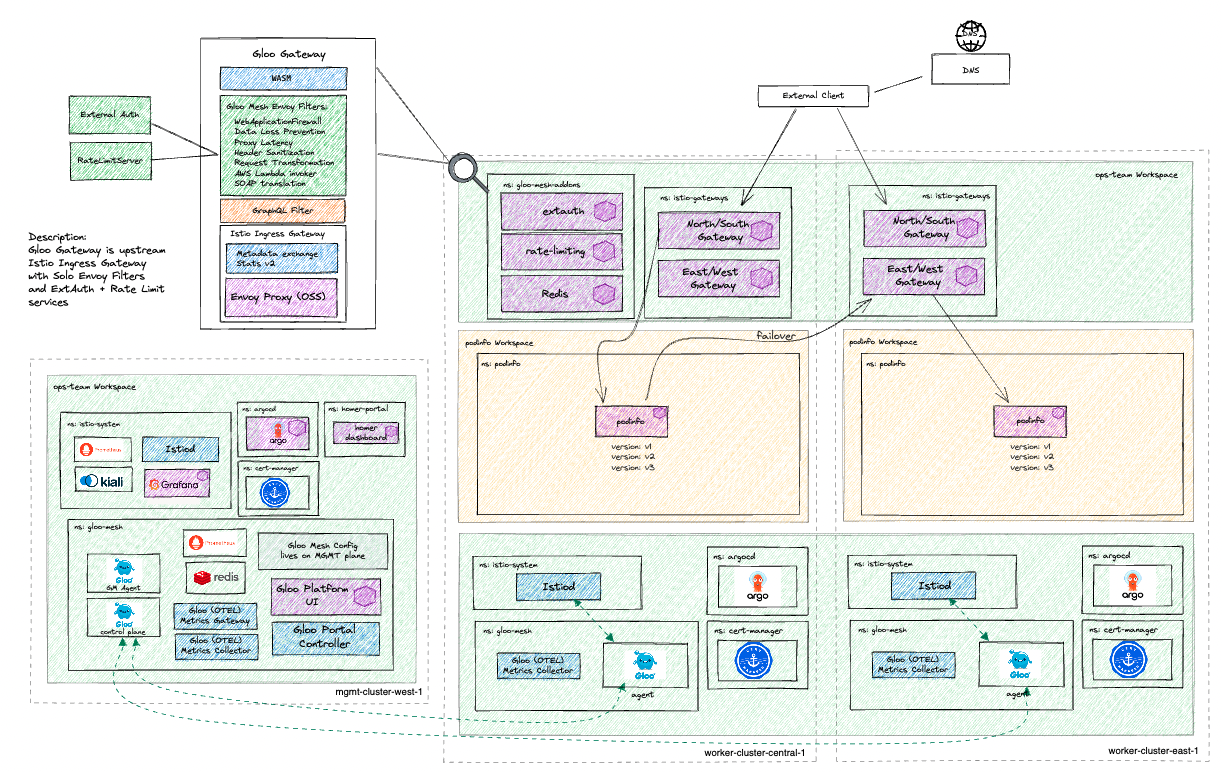 Gloo Gateway
WASM
Gloo Mesh Envoy Filters:
WebApplicationFirewall
Data Loss Prevention
Proxy Latency
Header Sanitization
Request Transformation
AWS Lambda invoker
SOAP translation
GraphQL Filter
Istio Ingress Gateway
Metadata exchange
Stats v2
Envoy Proxy (OSS)
External Auth
RateLimitServer
Description:
Gloo Gateway is upstream
Istio Ingress Gateway
with Solo Envoy Filters
and ExtAuth + Rate Limit
services
DNS
DNS
External Client
ops-team Workspace
ns: gloo-mesh-addons
extauth
rate-limiting
Redis
ns: istio-gateways
North/South
Gateway
East/West
Gateway
ns: istio-gateways
North/South
Gateway
East/West
Gateway
failover
podinfo Workspace
ns: podinfo
podinfo
version: v1
version: v2
version: v3
podinfo Workspace
ns: podinfo
podinfo
version: v1
version: v2
version: v3
ops-team Workspace
ns: istio-system
Prometheus
Istiod
kiali
Grafana
ns: argocd
argo
ns: homer-portal
homer
dashboard
ns: cert-manager
ns: gloo-mesh
Gloo
GM Agent
Gloo
control plane
Prometheus
redis
Gloo (OTEL)
Metrics Gateway
Gloo (OTEL)
Metrics Collector
Gloo Mesh Config
lives on MGMT plane
Gloo Platform
UI
Gloo Portal
Controller
mgmt-cluster-west-1
ns: istio-system
Istiod
ns: argocd
argo
ns: gloo-mesh
Gloo (OTEL)
Metrics Collector
Gloo
agent
ns: cert-manager
worker-cluster-central-1
ns: istio-system
Istiod
ns: argocd
argo
ns: gloo-mesh
Gloo (OTEL)
Metrics Collector
Gloo
agent
ns: cert-manager
worker-cluster-east-1